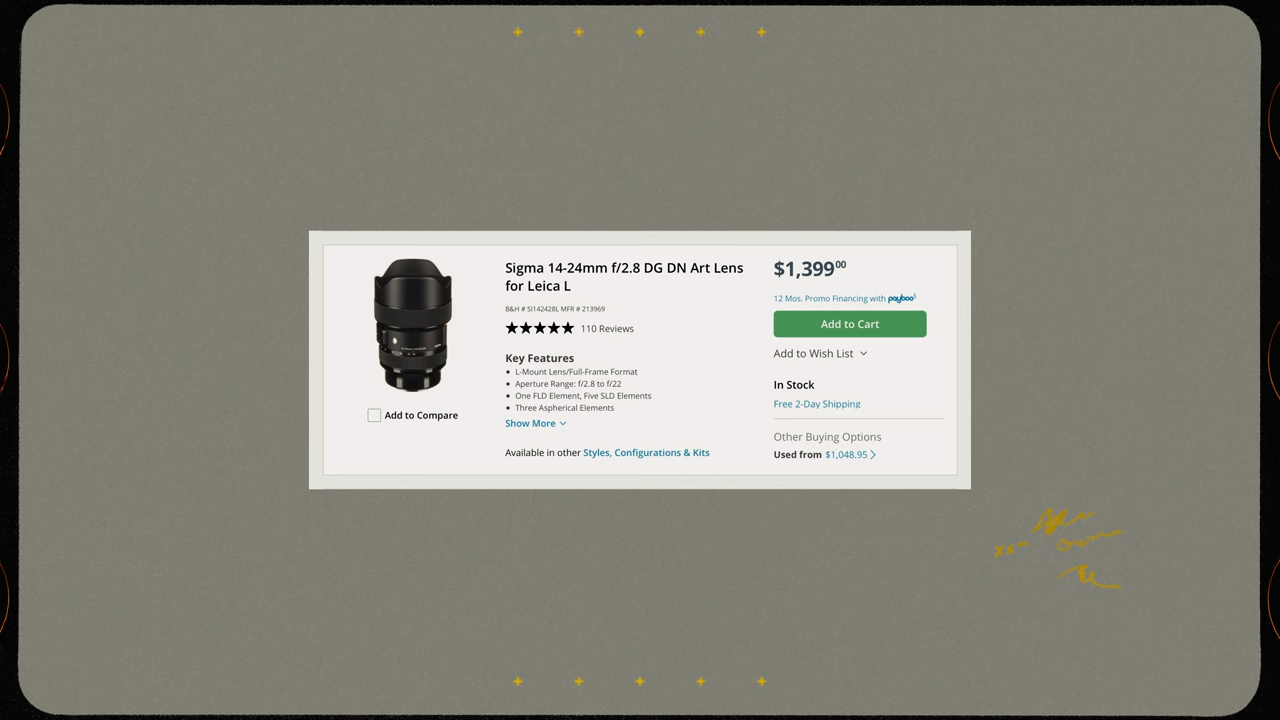 Sigma 14-24mm f/2.8 DG DN Art Lens
for Leica L
B&H # SI142428L MFR # 213969
110 Reviews
Key Features
L-Mount Lens/Full-Frame Format
Aperture Range: f/2.8 to f/22
One FLD Element, Five SLD Elements
Three Aspherical Elements
Show More
Available in other Styles, Configurations & Kits
Add to Compare
$1,399.00
12 Mos. Promo Financing with payboo$
Add to Cart
Add to Wish List
In Stock
Free 2-Day Shipping
Other Buying Options
Used from $1,048.95